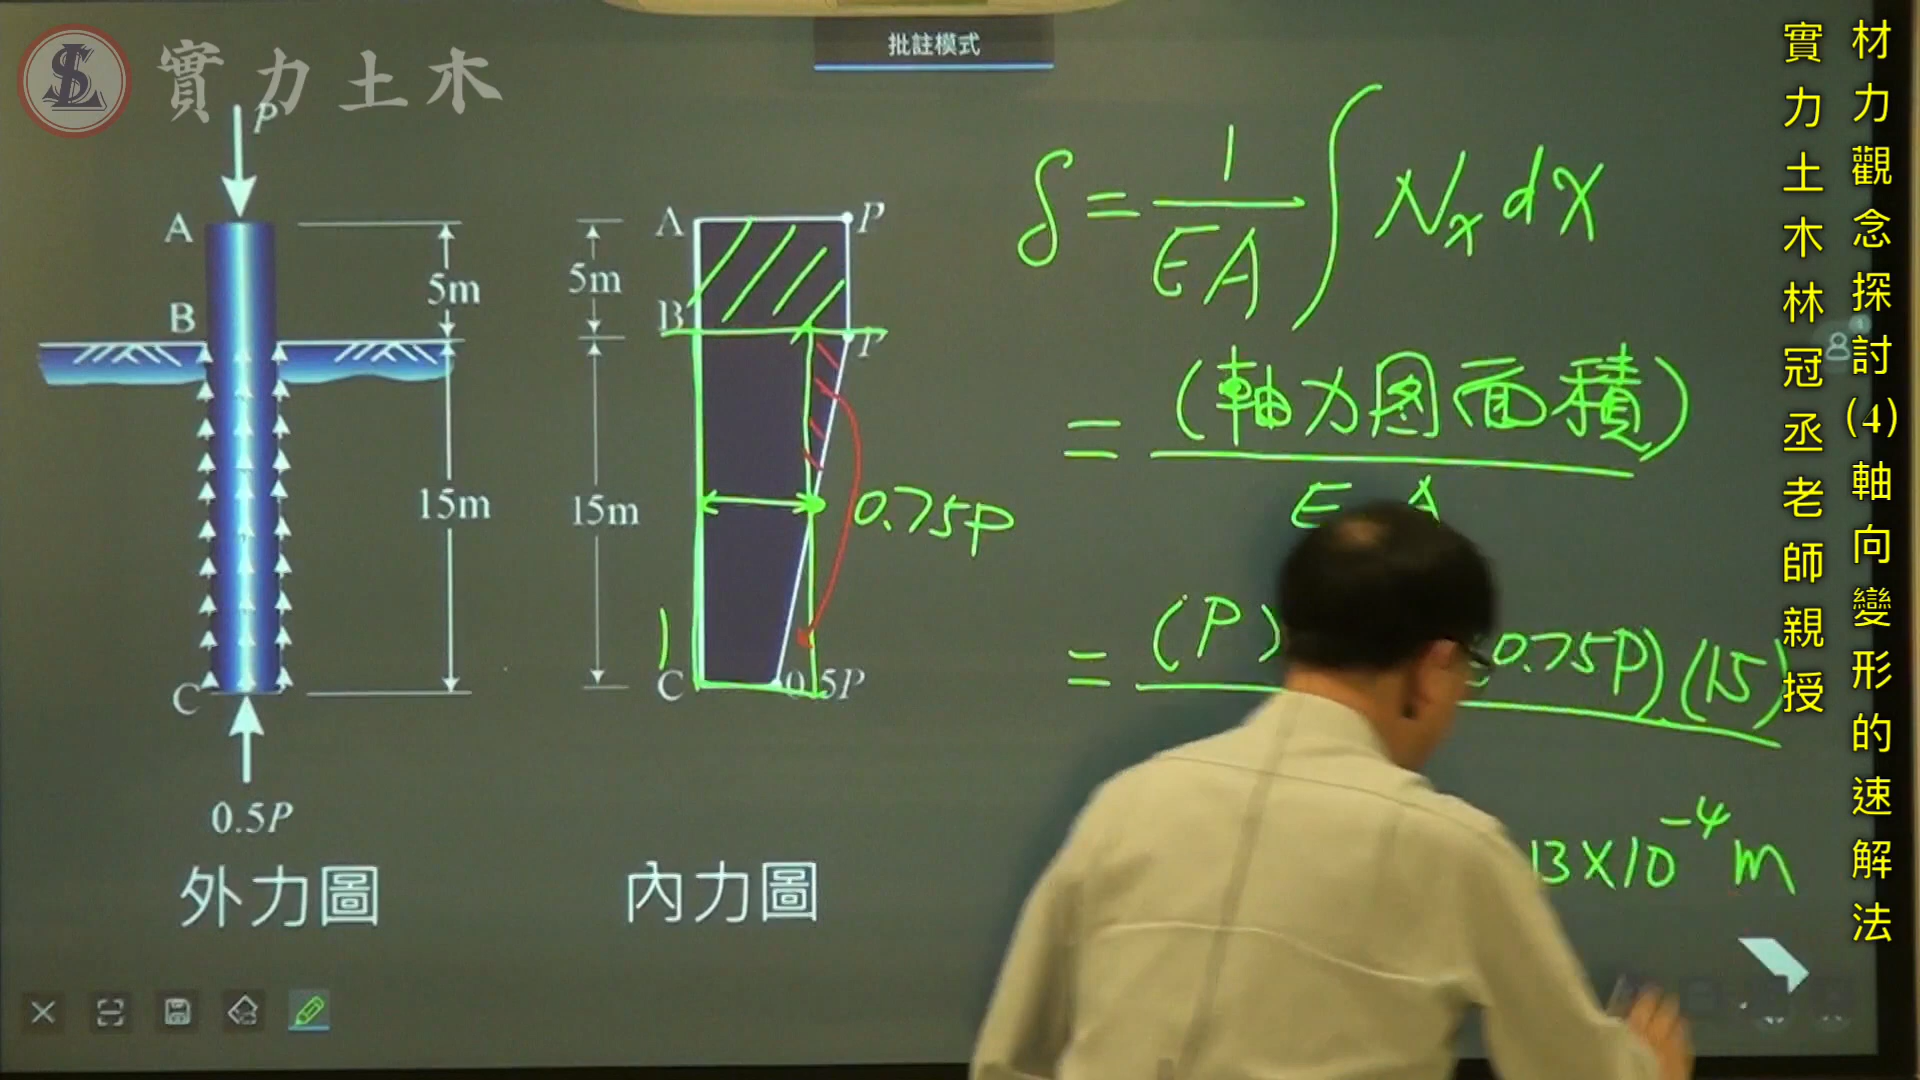 實力土木
批註模式
P
A
5m
B
15m
C
0.5P
外力圖
A
P
5m
B
P
15m
0.75P
C
0.5P
內力圖
δ = 1/EA ∫ Nx dx
= (軸力图面積)
E A
= (P) 0.75P)(15)
13×10⁻⁴ m
材力觀念探討(4)軸向變形的速解法
實力土木林冠丞老師親授